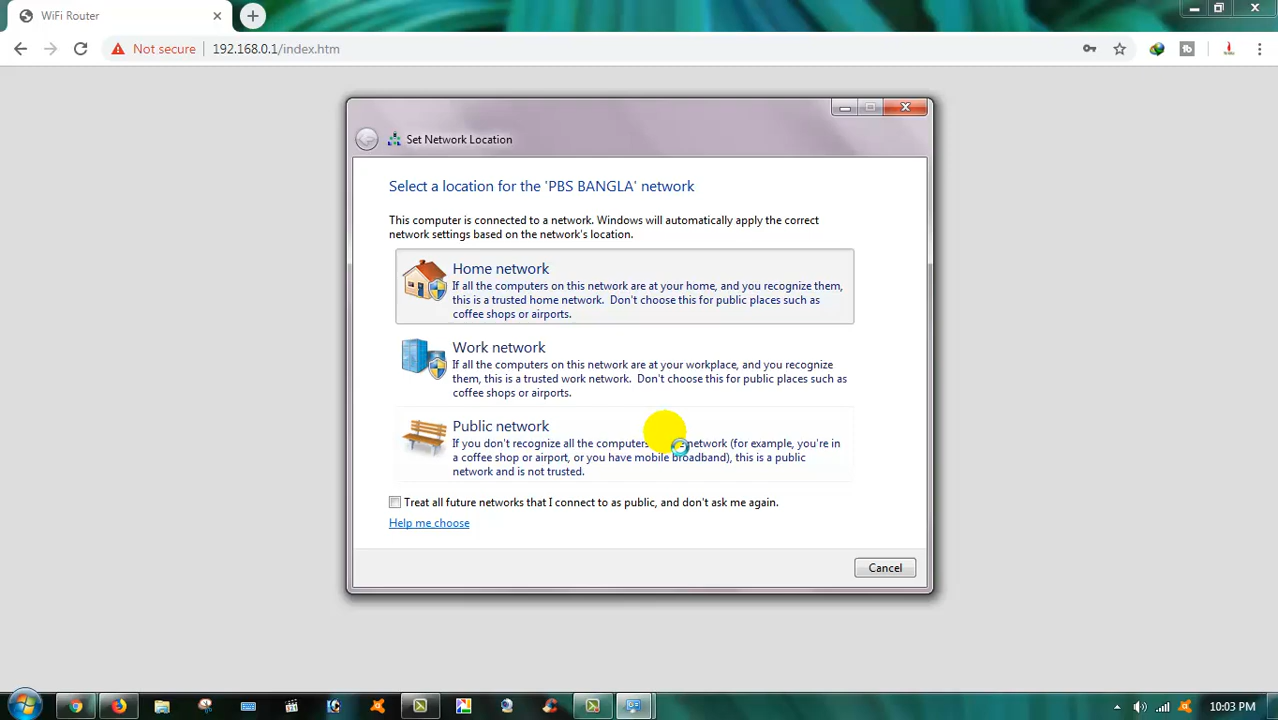 WiFi Router
Not secure 192.168.0.1/index.htm
Set Network Location
Select a location for the 'PBS BANGLA' network
This computer is connected to a network. Windows will automatically apply the correct
network settings based on the network's location.
Home network
If all the computers on this network are at your home, and you recognize them,
this is a trusted home network. Don't choose this for public places such as
coffee shops or airports.
Work network
If all the computers on this network are at your workplace, and you recognize
them, this is a trusted work network. Don't choose this for public places such as
coffee shops or airports.
Public network
If you don't recognize all the computers network (for example, you're in
a coffee shop or airport, or you have mobile broadband), this is a public
network and is not trusted.
Treat all future networks that I connect to as public, and don't ask me again.
Help me choose
Cancel
10:03 PM